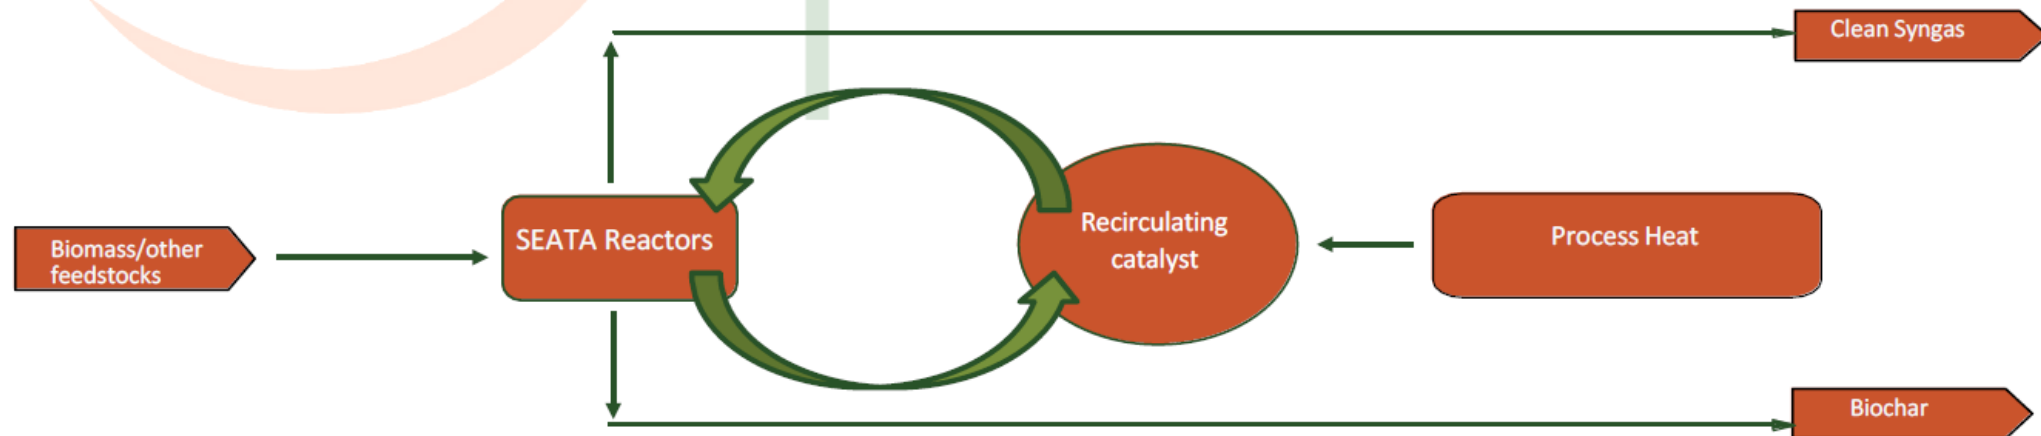 Clean Syngas
Biomass/other
feedstocks
SEATA Reactors
Recirculating
catalyst
Process Heat
Biochar